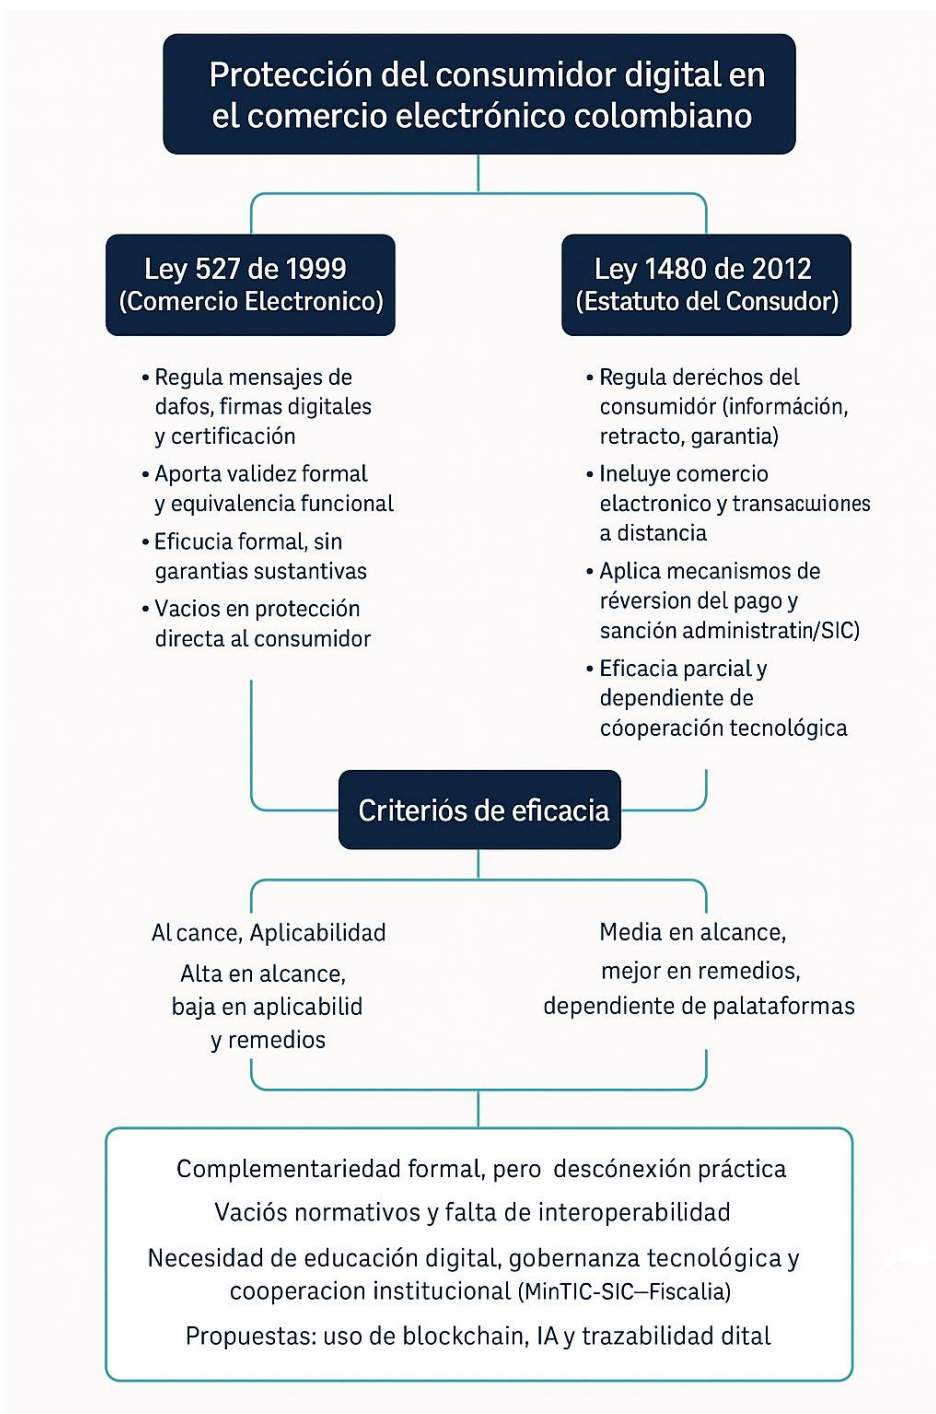 Protección del consumidor digital en
el comercio electrónico colombiano
Ley 527 de 1999
(Comercio Electronico)
• Regula mensajes de
dafos, firmas digitales
y certificación
• Aporta validez formal
y equivalencia funcional
• Eficucia formal, sin
garantias sustantivas
• Vacios en protección
directa al consumidor
Ley 1480 de 2012
(Estatuto del Consudor)
• Regula deréchos del
consumidór (információn,
retracto, garantia)
• Ineluye comercio
elactronico y transacuiones
a distancia
• Aplica mecanismos de
réversion del pago y
sanción administratin/SIC)
• Eficacia parcial y
dependiente de
cóoperación tecnológica
Criteriós de eficacia
Al cance, Aplicabilidad
Alta en alcance,
baja en aplicabilid
y remedios
Media en alcance,
mejor en remedios,
dependiente de palataformas
Complementariedad formal, pero descónexión práctica
Vaciós normativos y falta de interoperabilidad
Necesidad de educación digital, gobernanza tecnológica y
cooperacion institucional (MinTIC-SIC—Fiscalia)
Propuestas: uso de blockchain, IA y trazabilidad dital